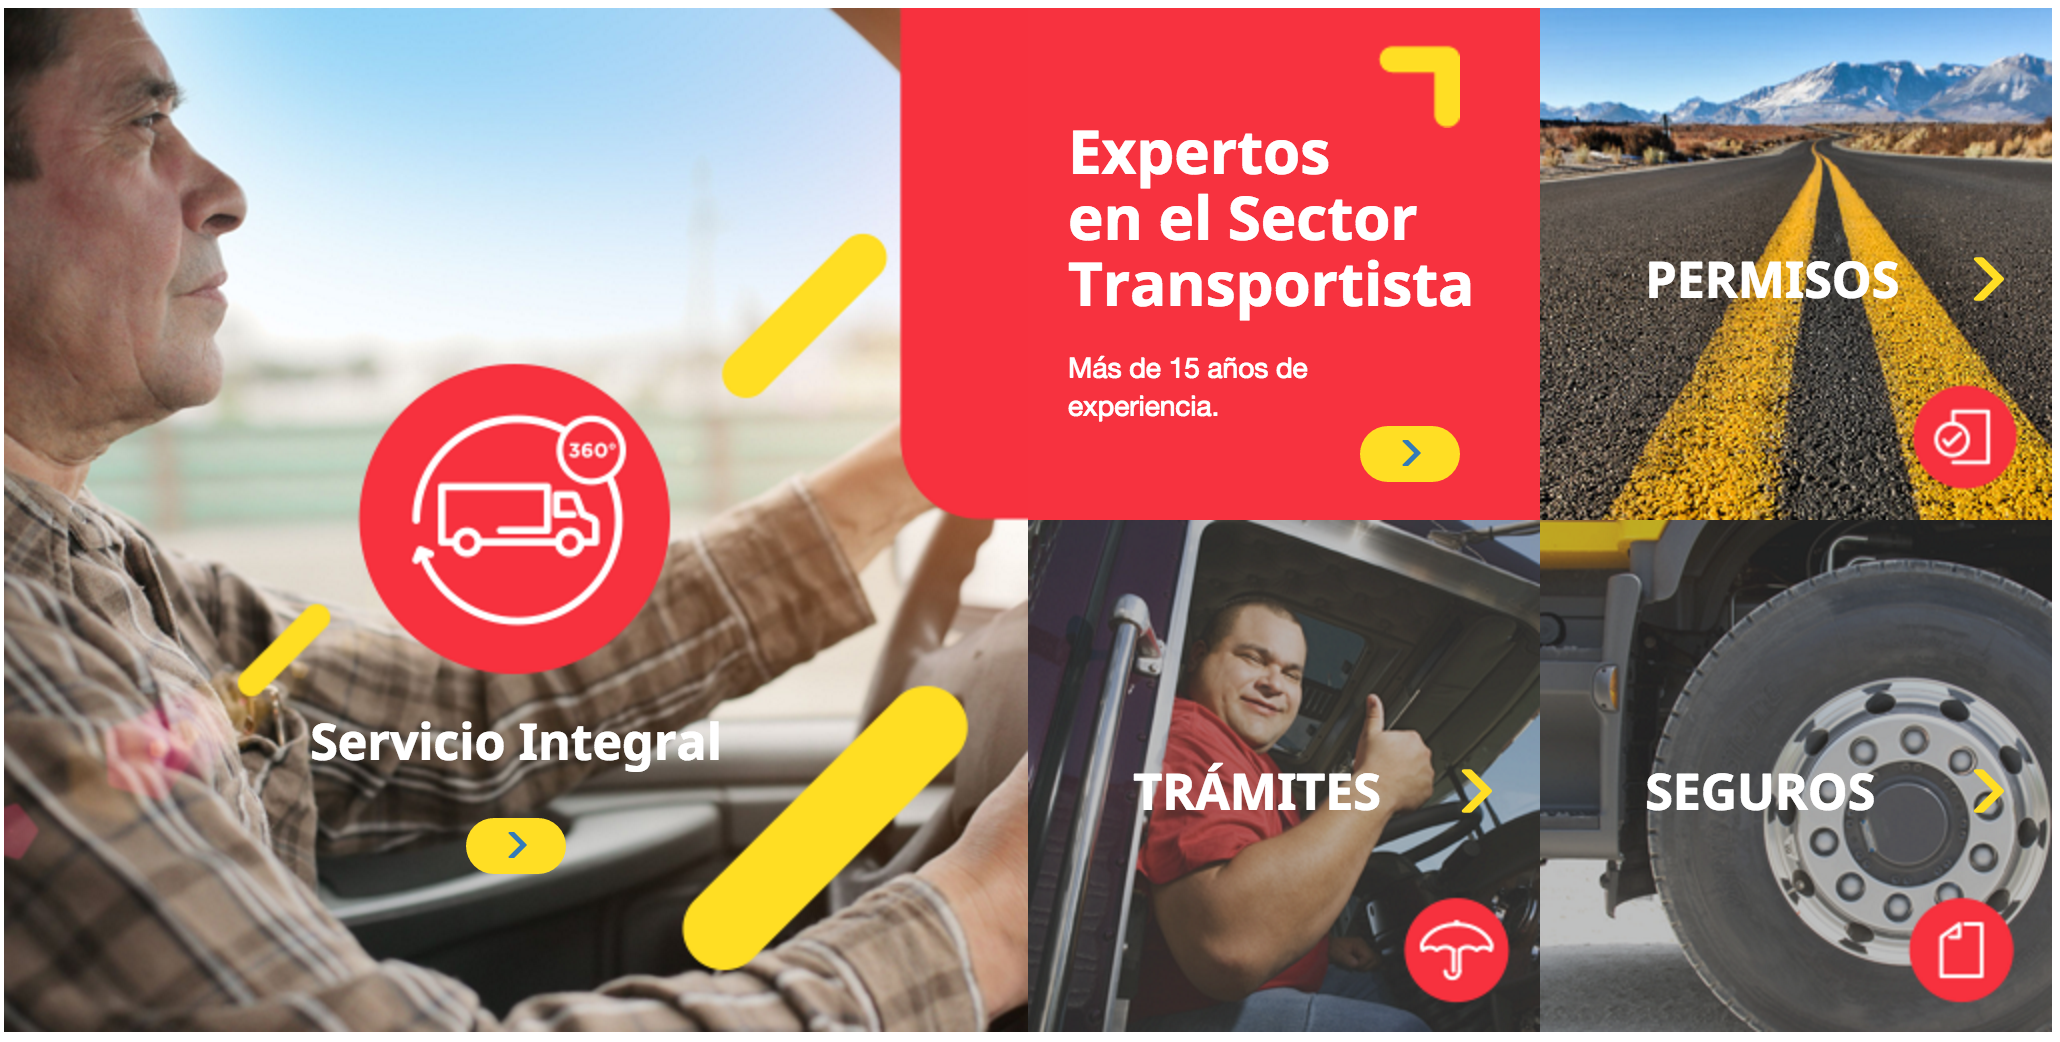 Expertos
en el Sector
Transportista
Más de 15 años de
experiencia.
PERMISOS
360°
Servicio Integral
TRÁMITES
SEGUROS